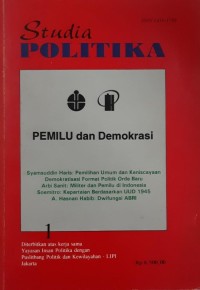 Studia
POLITIKA
PEMILU dan Demokrasi
Syamsuddin Haris: Pemilihan Umum dan Keniscayaan
Demokratisasi Format Politik Orde Baru
Arbi Sanit: Militer dan Pemilu di Indonesia
Soemitro: Kepartaian Berdasarkan UUD 1945
A. Hasnan Habib: Dwifungsi ABRI
1
Diterbitkan atas kerja sama
Yayasan Insan Politika dengan
Puslitbang Politik dan Kewilayahan - LIPI
Jakarta